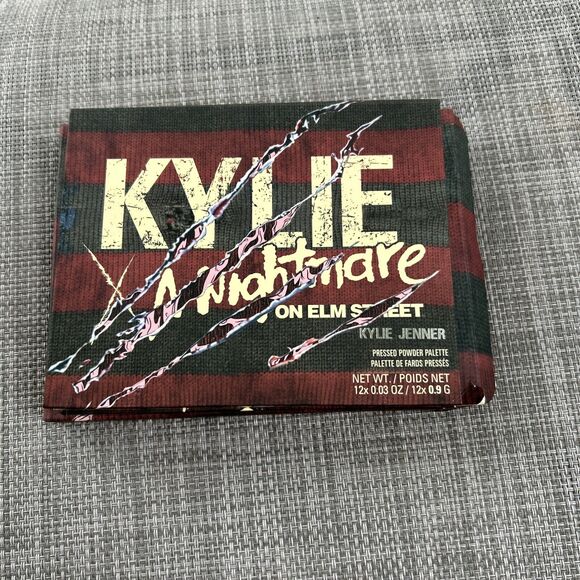 KYLIE
A Nightmare
ON ELM STREET
KYLIE JENNER
PRESSED POWDER PALETTE
PALETTE DE FARDS PRESSÉS
NET WT. / POIDS NET
12x 0.03 OZ / 12x 0.9 G